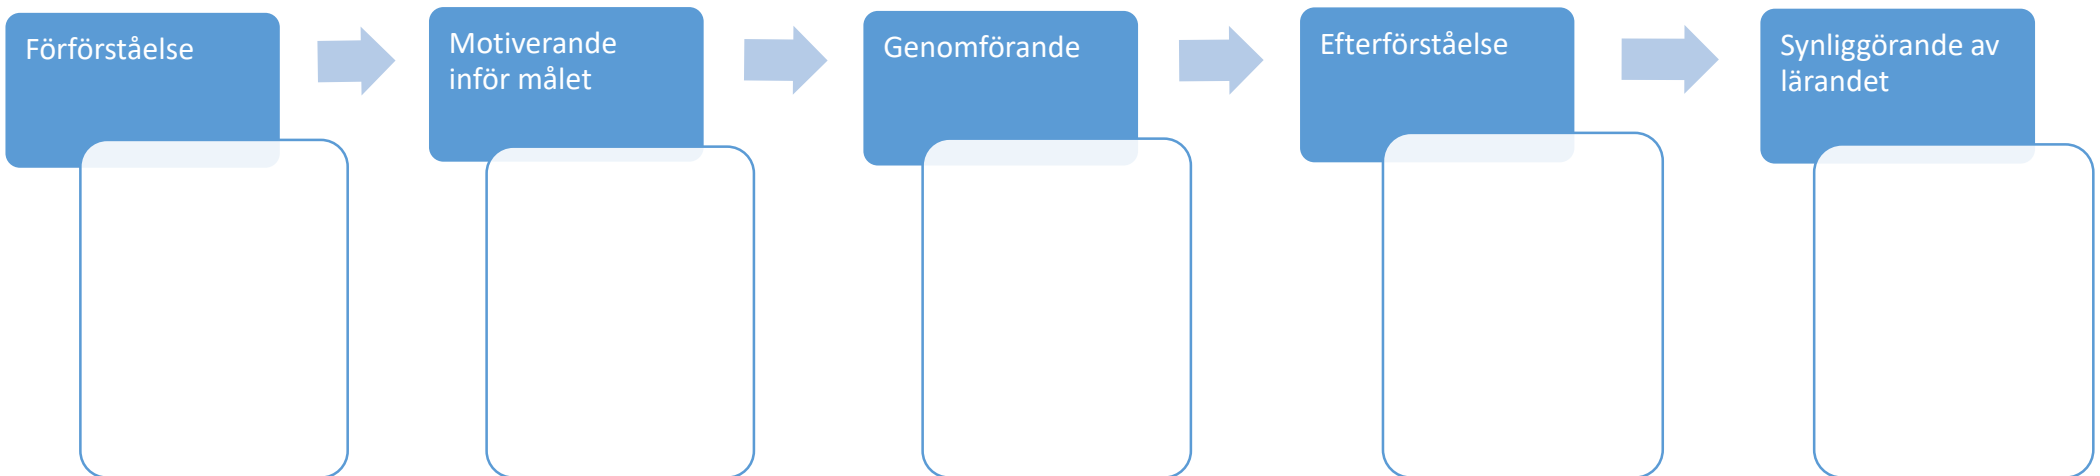 Förförståelse
Motiverande
inför målet
Genomförande
Efterförståelse
Synliggörande av
lärandet